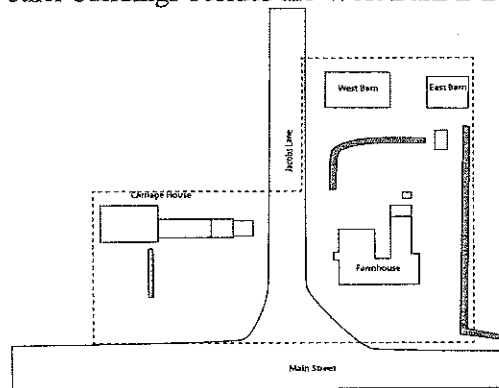 West Barn
East Barn
Jacobs Lane
Carriage House
Farmhouse
Main Street